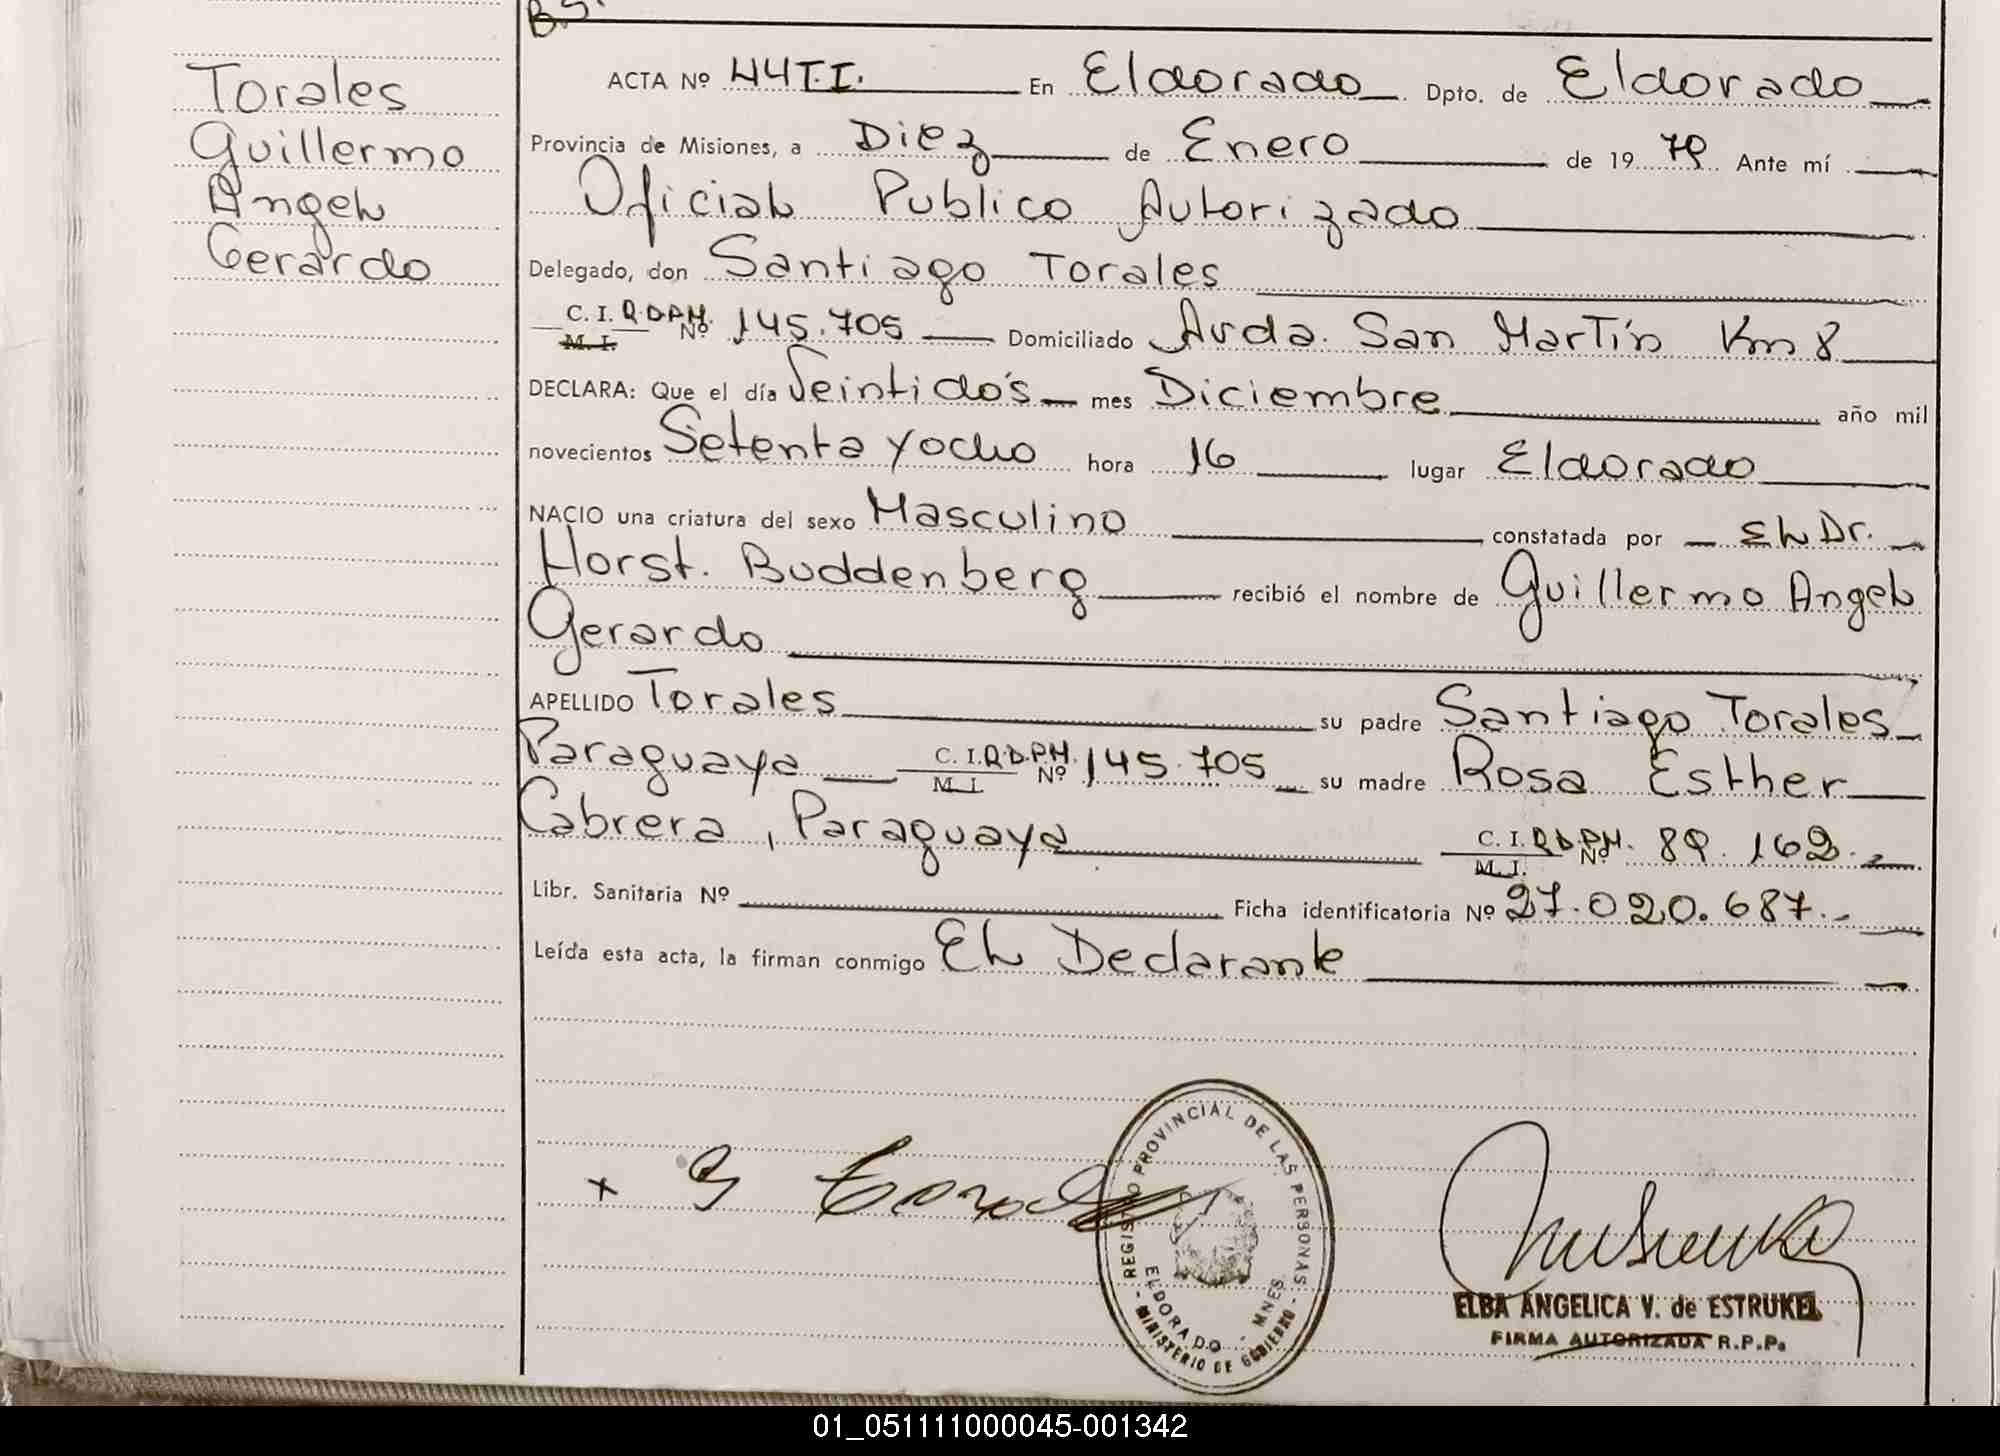 B.S.
Torales
Guillermo
Angel
Gerardo
ACTA Nº 44 T.I. En Eldorado Dpto. de Eldorado
Provincia de Misiones, a Diez de Enero de 19 79 Ante mí
Oficial Publico Autorizado
Delegado, don Santiago Torales
C. I. R.D.P.M. Nº 145.705 Domiciliado Avda. San Martín Km 8
M. I.
DECLARA: Que el día Veintidós mes Diciembre año mil
novecientos Setenta y ocho hora 16 lugar Eldorado
NACIO una criatura del sexo Masculino constatada por El Dr.
Horst. Buddenberg recibió el nombre de Guillermo Angel
Gerardo
APELLIDO Torales su padre Santiago Torales
Paraguaya C. I. R.D.P.M. Nº 145.705 su madre Rosa Esther
M. I.
Cabrera, Paraguaya C. I. R.D.P.M. Nº 89.162.
M. I.
Libr. Sanitaria Nº Ficha identificatoria Nº 27.020.687.
Leída esta acta, la firman conmigo El Declarante
REGISTRO PROVINCIAL DE LAS PERSONAS
ELDORADO - MNES
- MINISTERIO DE GOBIERNO -
ELBA ANGELICA V. de ESTRUKEL
FIRMA AUTORIZADA R.P.P.
01_051111000045-001342